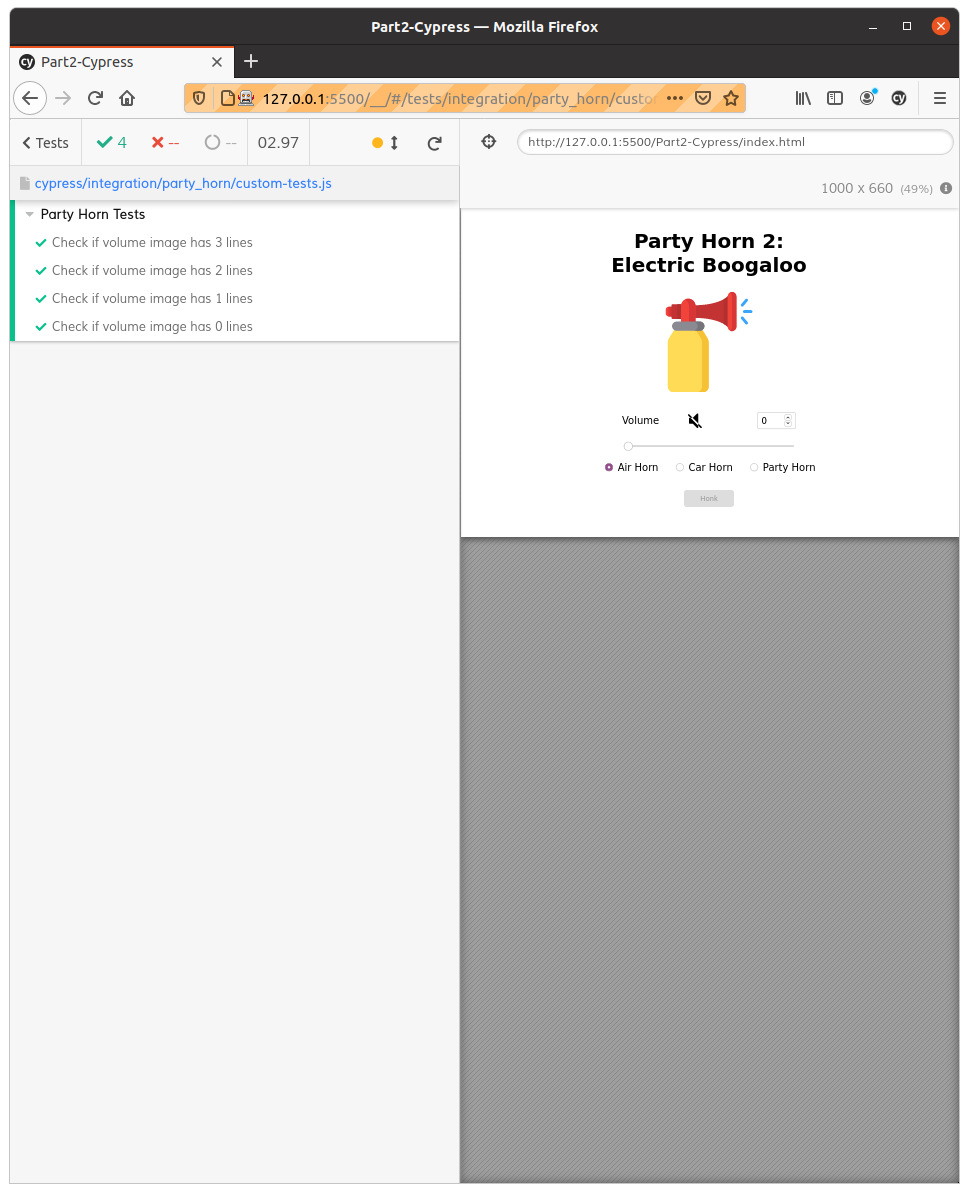 Part2-Cypress — Mozilla Firefox
cy Part2-Cypress
127.0.0.1:5500/__/#/tests/integration/party_horn/custo
cy
Tests 4 -- -- 02.97
http://127.0.0.1:5500/Part2-Cypress/index.html
1000 x 660 (49%)
cypress/integration/party_horn/custom-tests.js
Party Horn Tests
Check if volume image has 3 lines
Check if volume image has 2 lines
Check if volume image has 1 lines
Check if volume image has 0 lines
Party Horn 2:
Electric Boogaloo
Volume 0
Air Horn Car Horn Party Horn
Honk